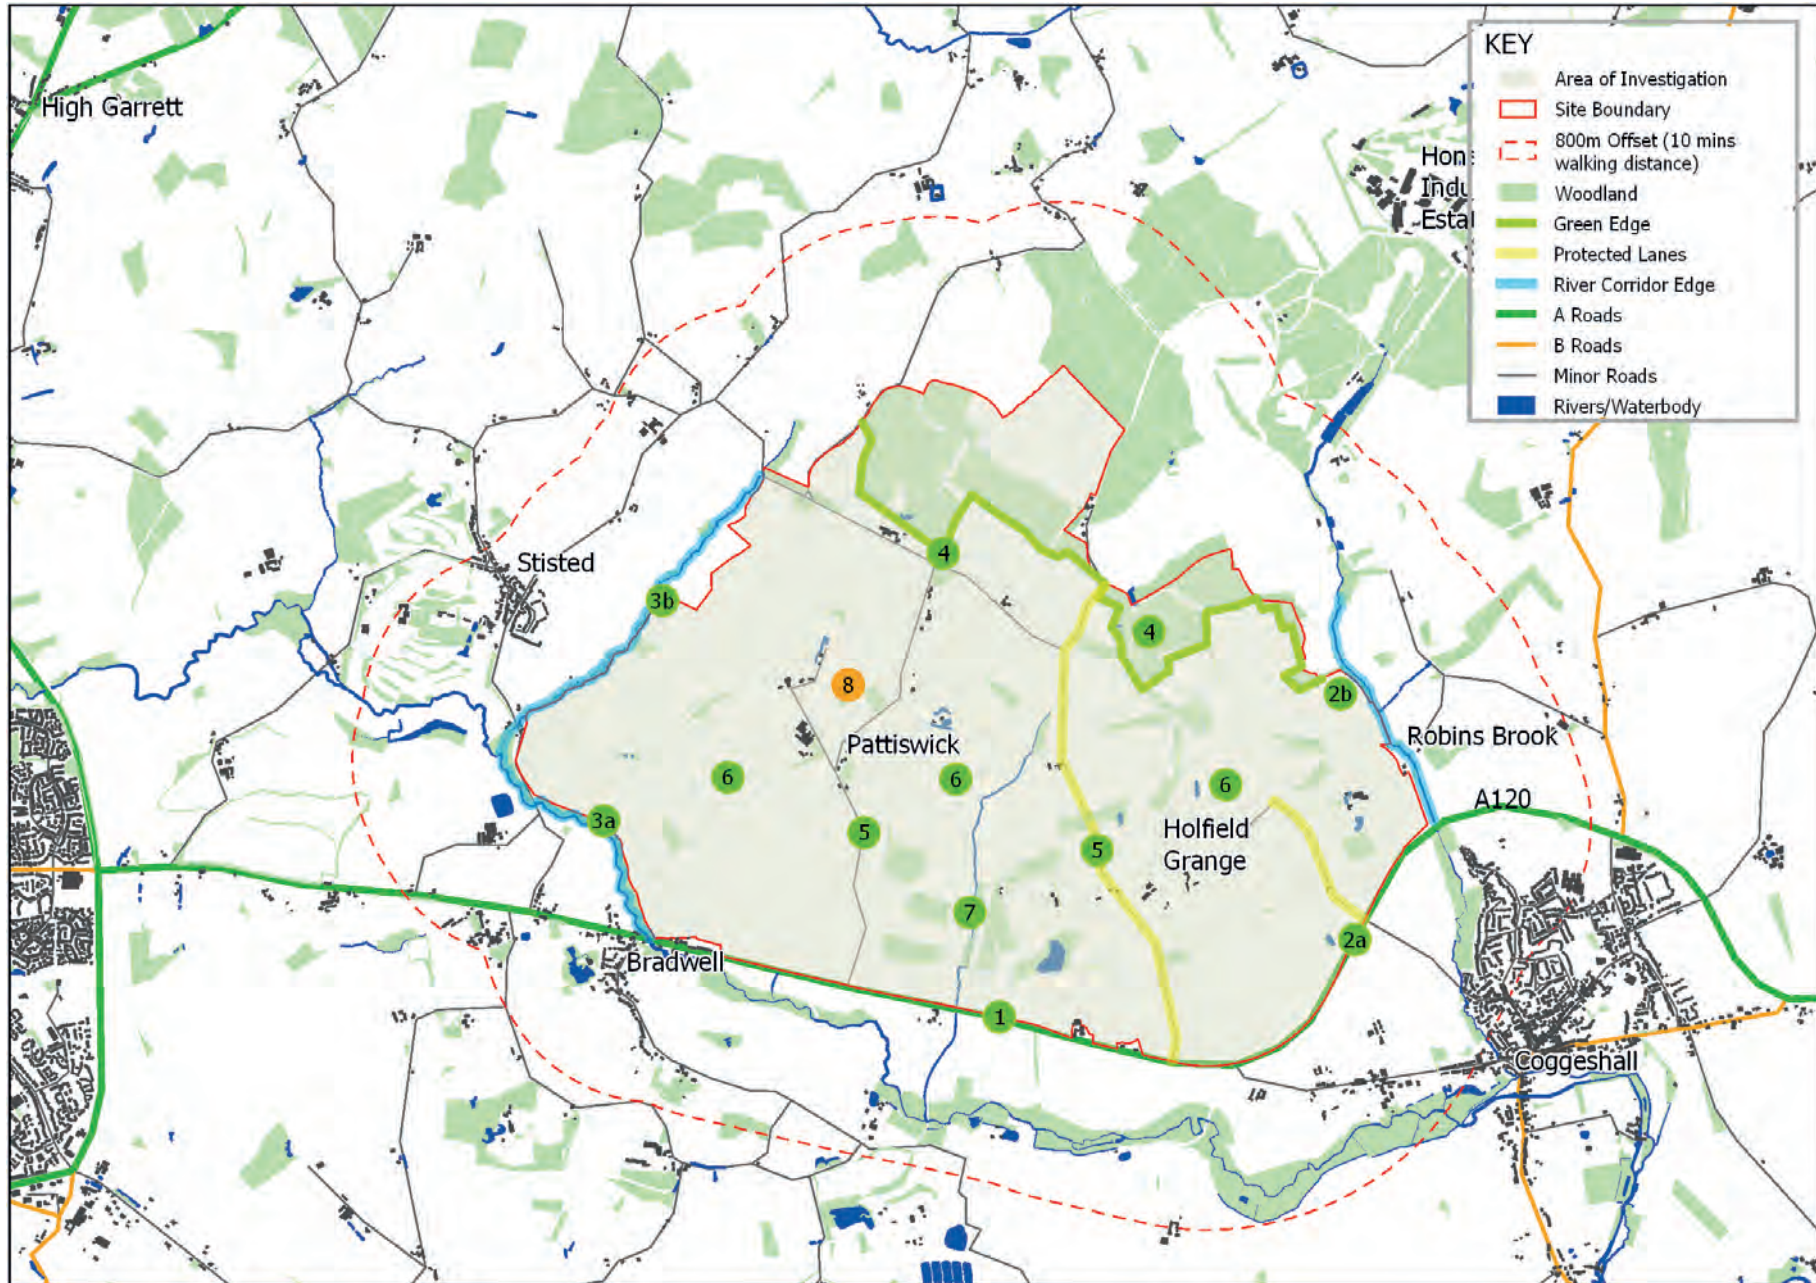 KEY
Area of Investigation
Site Boundary
800m Offset (10 mins
walking distance)
Woodland
Green Edge
Protected Lanes
River Corridor Edge
A Roads
B Roads
Minor Roads
Rivers/Waterbody
High Garrett
Indu
Esta
Stisted
4
3b
4
8
2b
Pattiswick
Robins Brook
6
6
6
A120
3a
5
Holfield
Grange
5
7
2a
Bradwell
1
Coggeshall